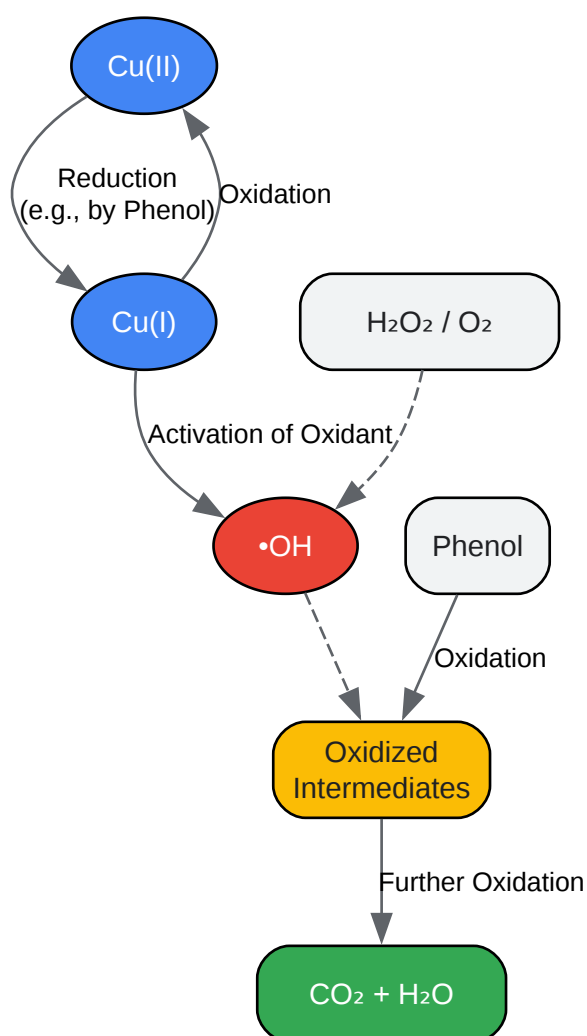 Cu(II)
Reduction
(e.g., by Phenol)
Oxidation
Cu(I)
H₂O₂ / O₂
Activation of Oxidant
•OH
Phenol
Oxidation
Oxidized
Intermediates
Further Oxidation
CO₂ + H₂O